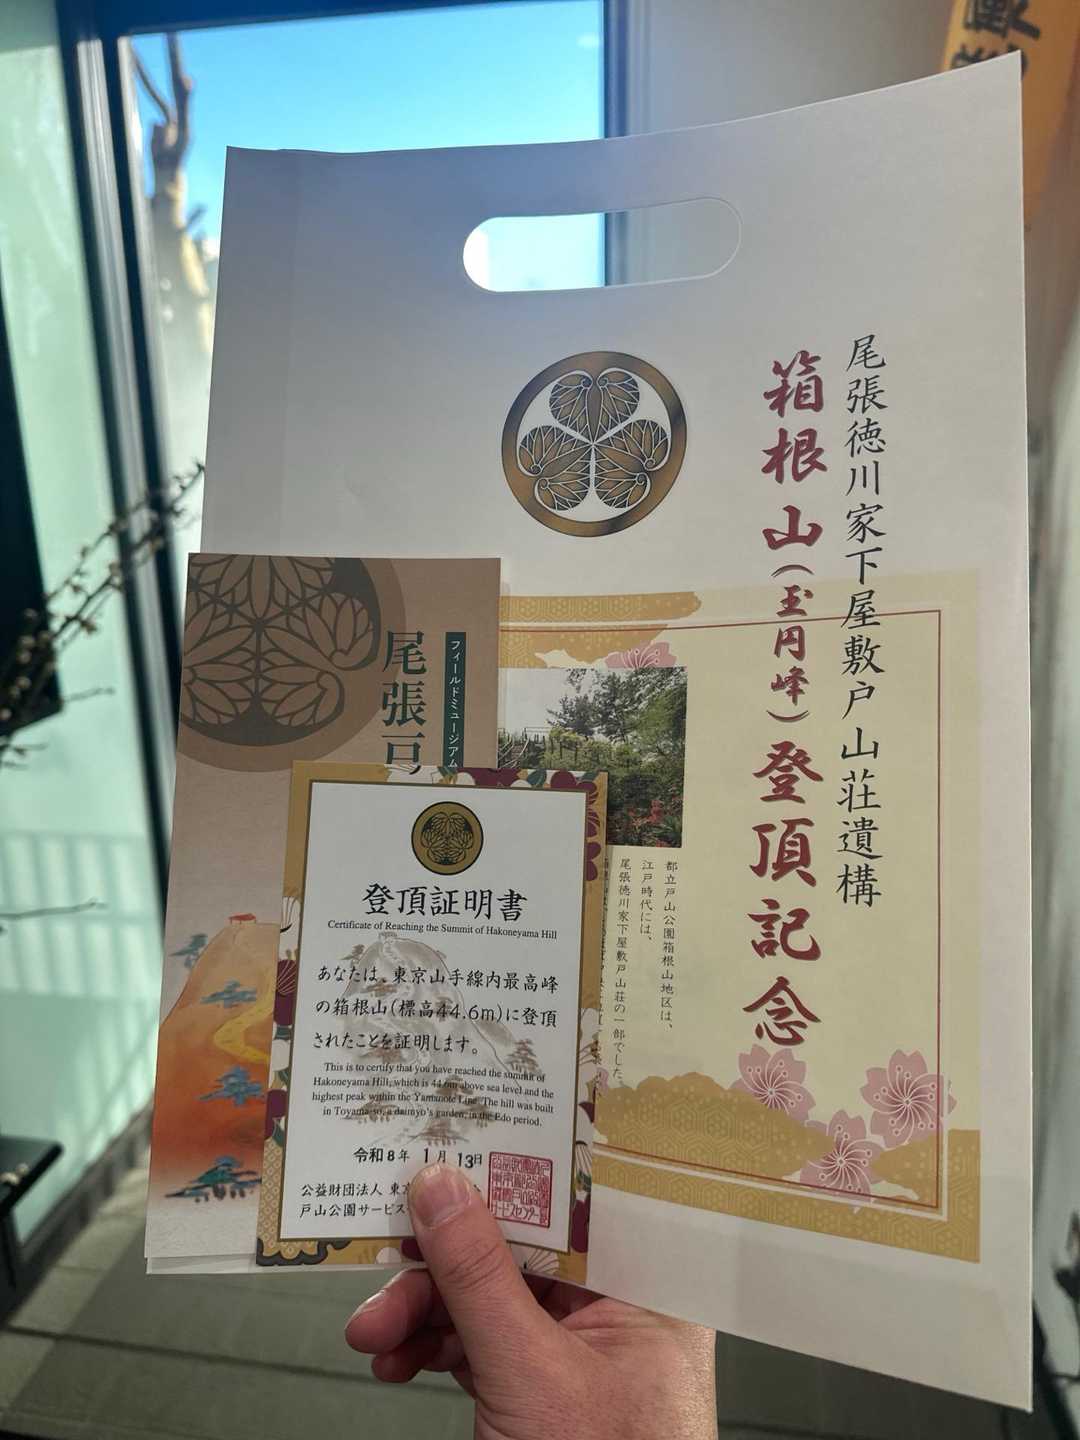 尾張徳川家下屋敷戸山荘遺構
箱根山(玉円峰)登頂記念
都立戸山公園箱根山地区は、
江戸時代には、
尾張徳川家下屋敷戸山荘の一部でした。
フィールドミュージアム
尾張
登頂証明書
Certificate of Reaching the Summit of Hakoneyama Hill
あなたは、東京山手線内最高峰
の箱根山(標高44.6m)に登頂
されたことを証明します。
This is to certify that you have reached the summit of
Hakoneyama Hill, which is 44.6m above sea level and the
highest peak within the Yamanote Line. The hill was built
in Toyama-so, a daimyo's garden, in the Edo period.
令和8年 1月 13日
公益財団法人 東京
戸山公園サービス